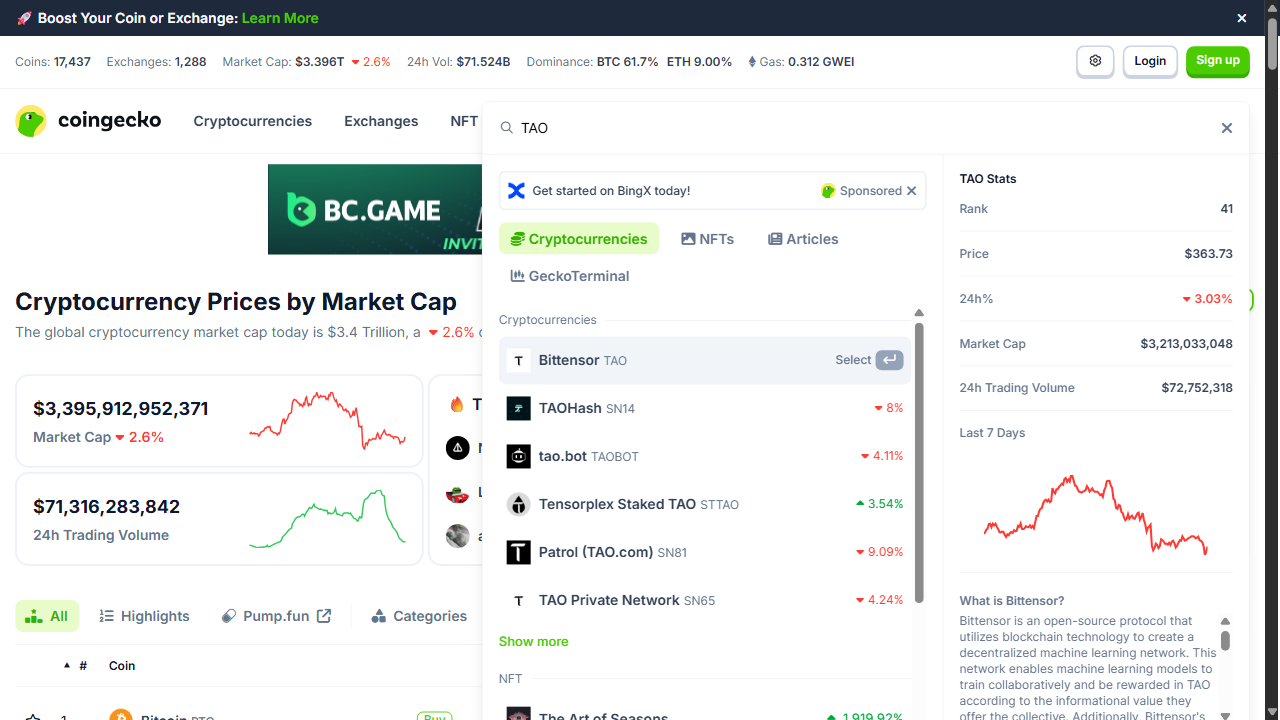 🚀 Boost Your Coin or Exchange: Learn More
Coins: 17,437 Exchanges: 1,288 Market Cap: $3.396T 2.6% 24h Vol: $71.524B Dominance: BTC 61.7% ETH 9.00% Gas: 0.312 GWEI
Login
Sign up
coingecko
Cryptocurrencies
Exchanges
NFT
TAO
BC.GAME
INVIT
Get started on BingX today!
Sponsored
Cryptocurrencies
NFTs
Articles
GeckoTerminal
Cryptocurrency Prices by Market Cap
The global cryptocurrency market cap today is $3.4 Trillion, a 2.6%
$3,395,912,952,371
Market Cap 2.6%
$71,316,283,842
24h Trading Volume
Cryptocurrencies
T Bittensor TAO Select
TAOHash SN14 8%
tao.bot TAOBOT 4.11%
Tensorplex Staked TAO STTAO 3.54%
Patrol (TAO.com) SN81 9.09%
T TAO Private Network SN65 4.24%
Show more
NFT
The Art of Seasons 1,919.92%
TAO Stats
Rank 41
Price $363.73
24h% 3.03%
Market Cap $3,213,033,048
24h Trading Volume $72,752,318
Last 7 Days
What is Bittensor?
Bittensor is an open-source protocol that
utilizes blockchain technology to create a
decentralized machine learning network. This
network enables machine learning models to
train collaboratively and be rewarded in TAO
according to the informational value they
offer the collective. Additionally, Bittensor's
All
Highlights
Pump.fun
Categories
# Coin
1 Bitcoin BTC Buy